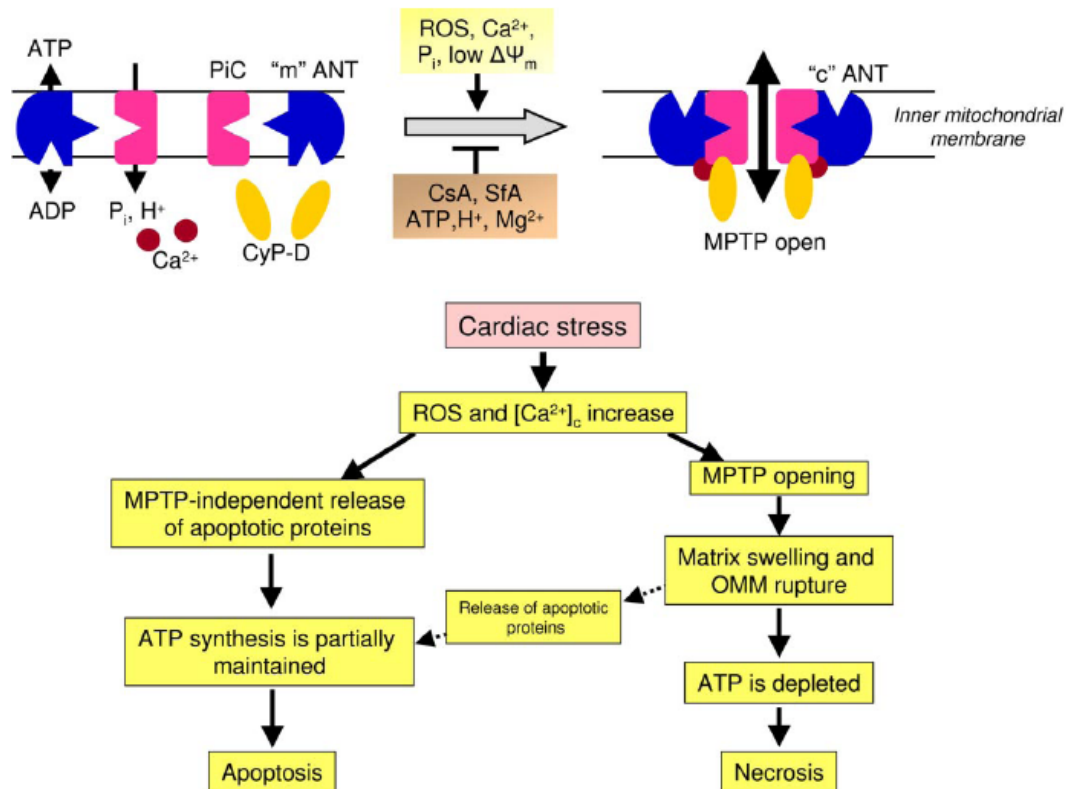 ROS, Ca²⁺,
Pᵢ, low ΔΨₘ
ATP
PiC
“m” ANT
“c” ANT
Inner mitochondrial
membrane
CsA, SfA
ATP,H⁺, Mg²⁺
ADP
Pᵢ, H⁺
Ca²⁺
CyP-D
MPTP open
Cardiac stress
ROS and [Ca²⁺]c increase
MPTP-independent release
of apoptotic proteins
MPTP opening
Matrix swelling and
OMM rupture
Release of apoptotic
proteins
ATP synthesis is partially
maintained
ATP is depleted
Apoptosis
Necrosis